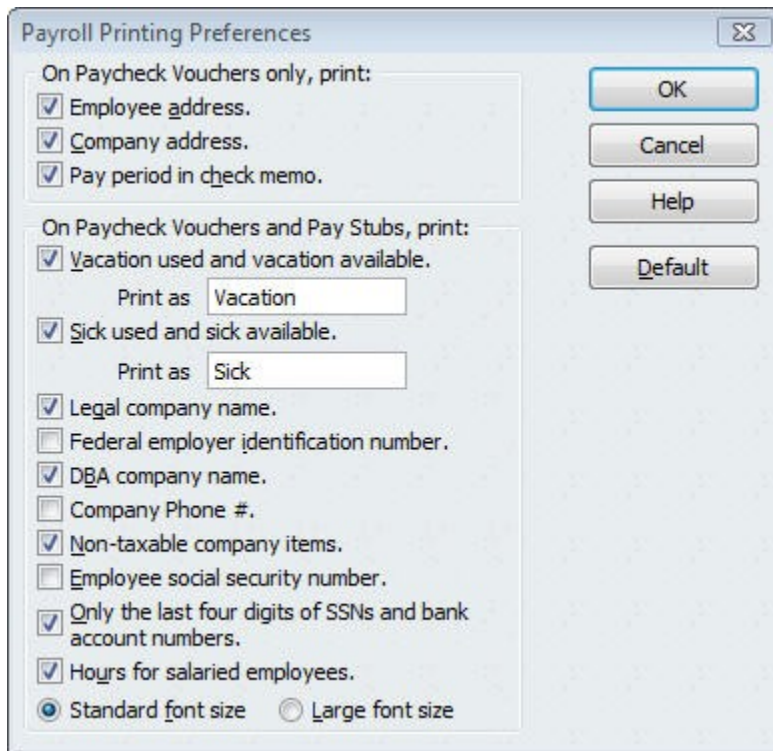 Payroll Printing Preferences
On Paycheck Vouchers only, print:
Employee address.
Company address.
Pay period in check memo.
On Paycheck Vouchers and Pay Stubs, print:
Vacation used and vacation available.
Print as Vacation
Sick used and sick available.
Print as Sick
Legal company name.
Federal employer identification number.
DBA company name.
Company Phone #.
Non-taxable company items.
Employee social security number.
Only the last four digits of SSNs and bank
account numbers.
Hours for salaried employees.
Standard font size Large font size
OK
Cancel
Help
Default